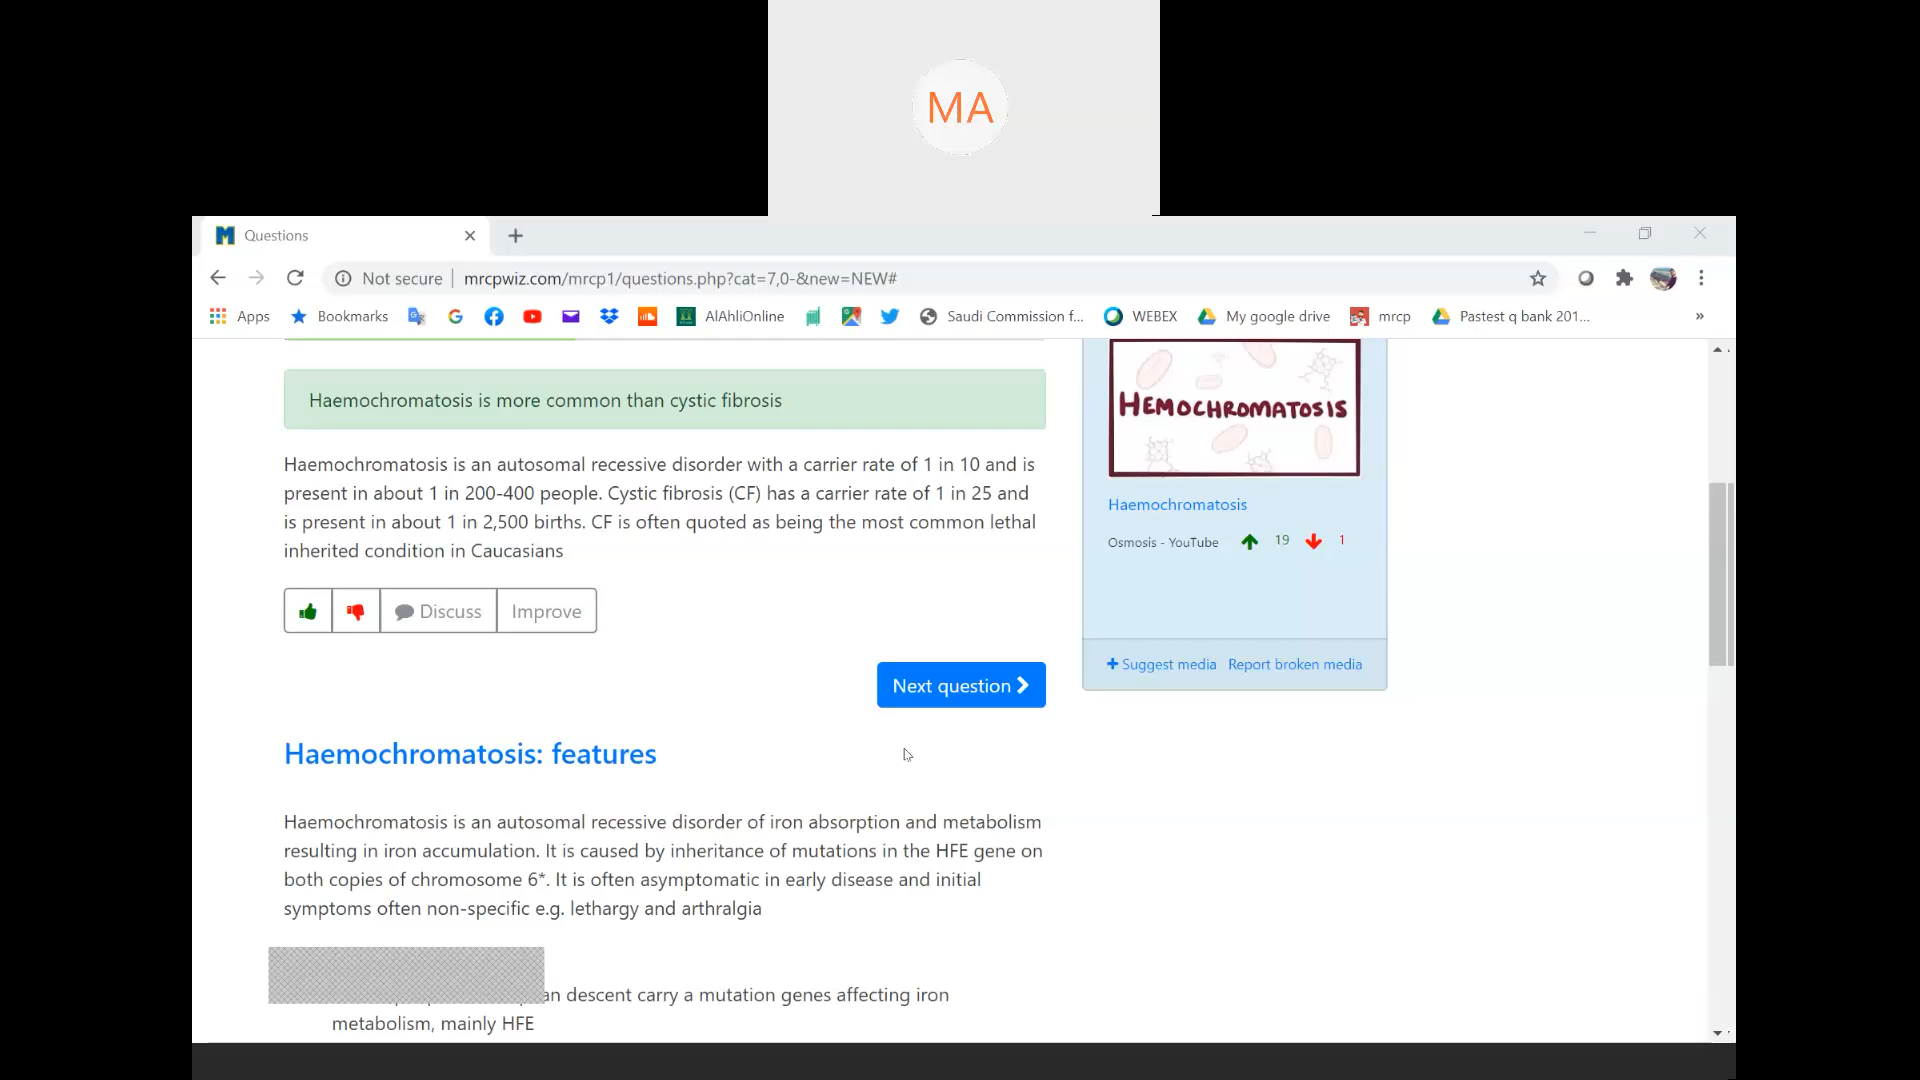 MA
Questions
Not secure
mrcpwiz.com/mrcp1/questions.php?cat=7,0-&new=NEW#
Apps Bookmarks AlAhliOnline Saudi Commission f... WEBEX My google drive mrcp Pastest q bank 201... »
Haemochromatosis is more common than cystic fibrosis
Haemochromatosis is an autosomal recessive disorder with a carrier rate of 1 in 10 and is
present in about 1 in 200-400 people. Cystic fibrosis (CF) has a carrier rate of 1 in 25 and
is present in about 1 in 2,500 births. CF is often quoted as being the most common lethal
inherited condition in Caucasians
Discuss Improve
Next question
HEMOCHROMATOSIS
Haemochromatosis
Osmosis - YouTube 19 1
Suggest media Report broken media
Haemochromatosis: features
Haemochromatosis is an autosomal recessive disorder of iron absorption and metabolism
resulting in iron accumulation. It is caused by inheritance of mutations in the HFE gene on
both copies of chromosome 6*. It is often asymptomatic in early disease and initial
symptoms often non-specific e.g. lethargy and arthralgia
descent carry a mutation genes affecting iron
metabolism, mainly HFE